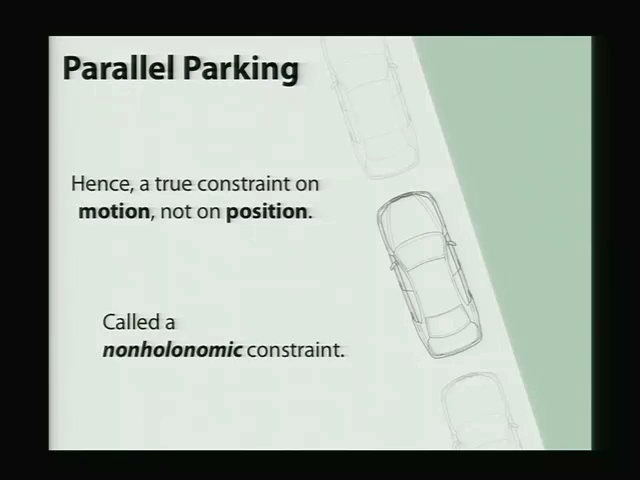 Parallel Parking
Hence, a true constraint on
motion, not on position.
Called a
nonholonomic constraint.